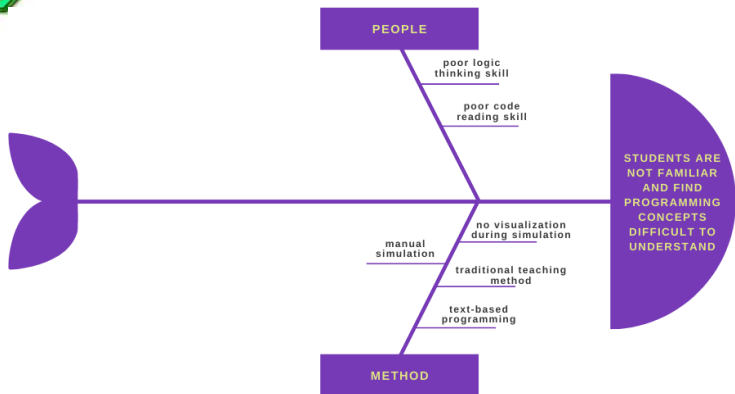 PEOPLE
poor logic
thinking skill
poor code
reading skill
STUDENTS ARE
NOT FAMILIAR
AND FIND
PROGRAMMING
CONCEPTS
DIFFICULT TO
UNDERSTAND
no visualization
during simulation
manual
simulation
traditional teaching
method
text-based
programming
METHOD